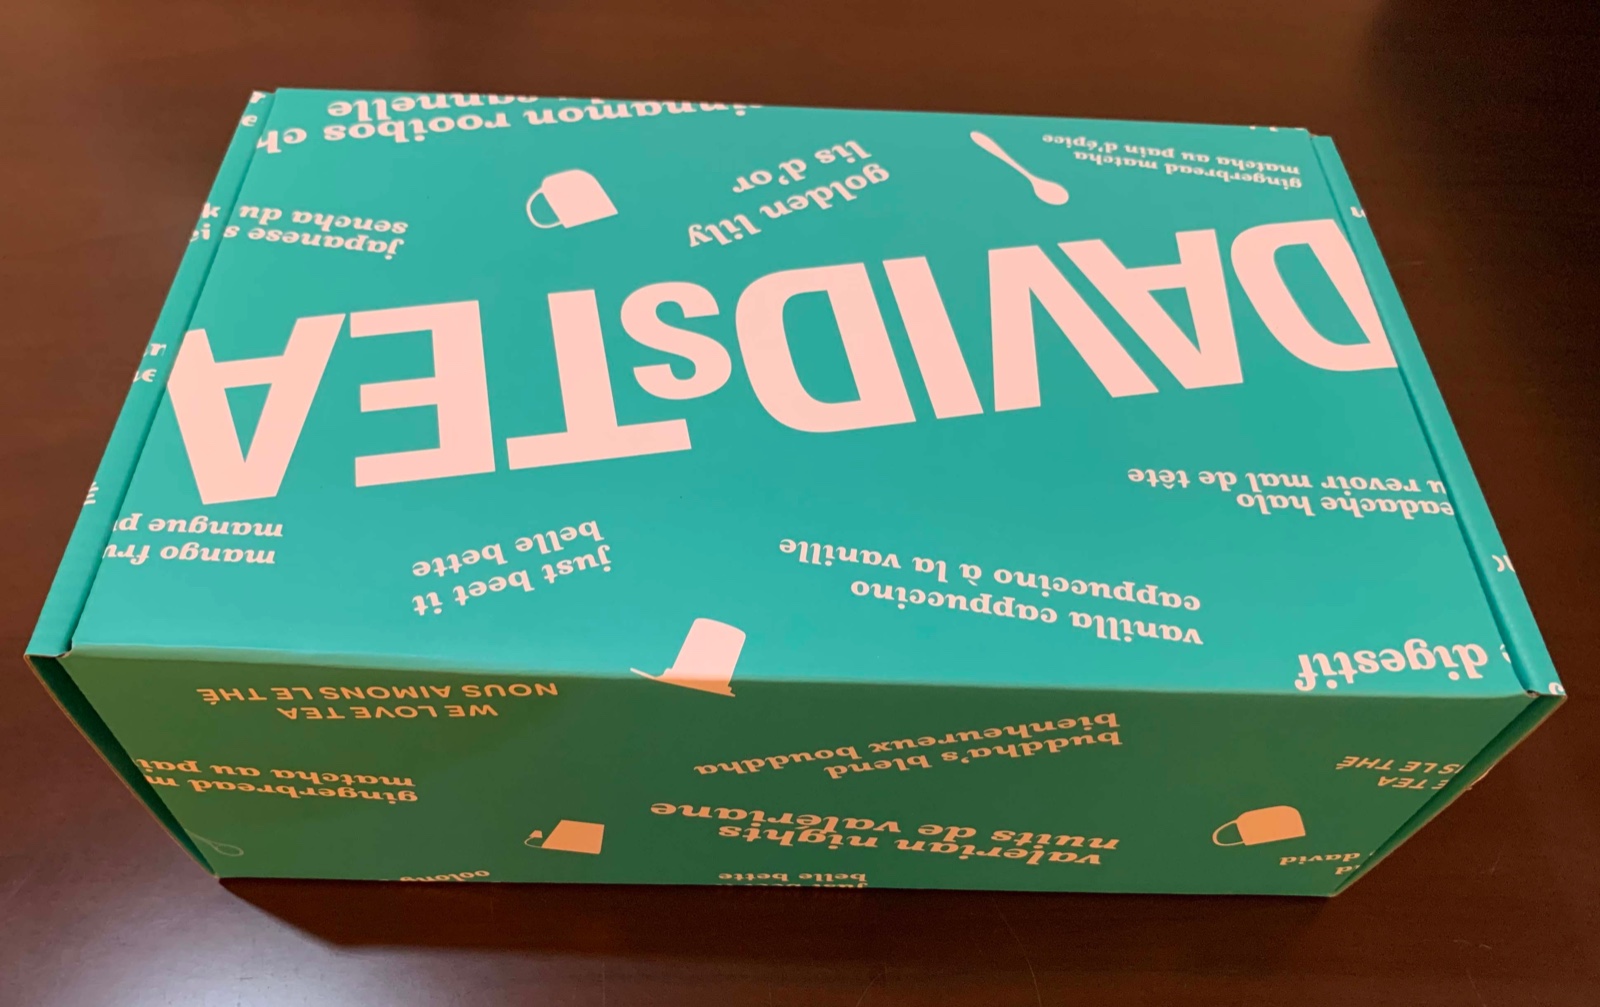 digestif
vanilla cappuccino
cappuccino à la vanille
just beet it
belle bette
mango
mangue
headache halo
revoir mal de tête
DAVIDsTEA
gingerbread matcha
matcha au pain d'épice
golden lily
lis d'or
japanese
sencha du
cinnamon rooibos
cannelle
belle bette
oolong
david
valerian nights
nuits de valériane
TEA
LE THÉ
buddha's blend
bienheureux bouddha
gingerbread
matcha au
WE LOVE TEA
NOUS AIMONS LE THÉ